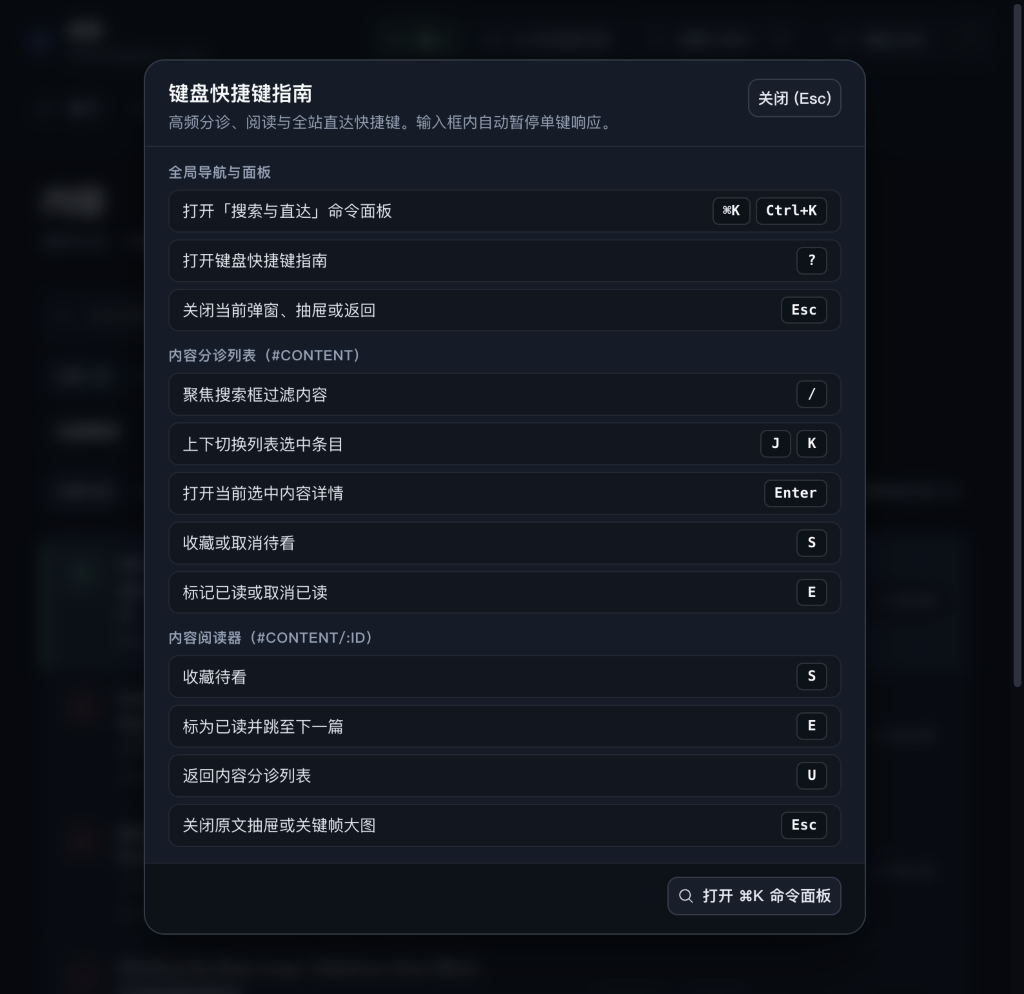 键盘快捷键指南
关闭 (Esc)
高频分诊、阅读与全站直达快捷键。输入框内自动暂停单键响应。
全局导航与面板
打开「搜索与直达」命令面板 ⌘K Ctrl+K
打开键盘快捷键指南 ?
关闭当前弹窗、抽屉或返回 Esc
内容分诊列表（#CONTENT）
聚焦搜索框过滤内容 /
上下切换列表选中条目 J K
打开当前选中内容详情 Enter
收藏或取消待看 S
标记已读或取消已读 E
内容阅读器（#CONTENT/:ID）
收藏待看 S
标为已读并跳至下一篇 E
返回内容分诊列表 U
关闭原文抽屉或关键帧大图 Esc
打开 ⌘K 命令面板